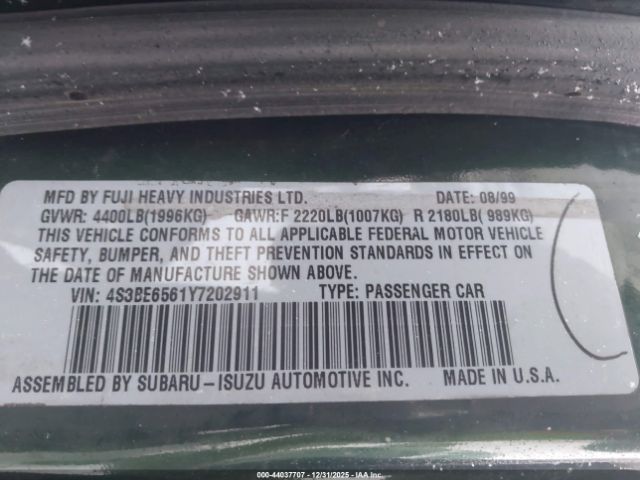 MFD BY FUJI HEAVY INDUSTRIES LTD. DATE: 08/99
GVWR: 4400LB(1996KG) GAWR:F 2220LB(1007KG) R 2180LB( 989KG)
THIS VEHICLE CONFORMS TO ALL APPLICABLE FEDERAL MOTOR VEHICLE
SAFETY, BUMPER, AND THEFT PREVENTION STANDARDS IN EFFECT ON
THE DATE OF MANUFACTURE SHOWN ABOVE.
VIN: 4S3BE6561Y7202911 TYPE: PASSENGER CAR
ASSEMBLED BY SUBARU-ISUZU AUTOMOTIVE INC. MADE IN U.S.A.
000-44037707 - 12/31/2025 - IAAI.com